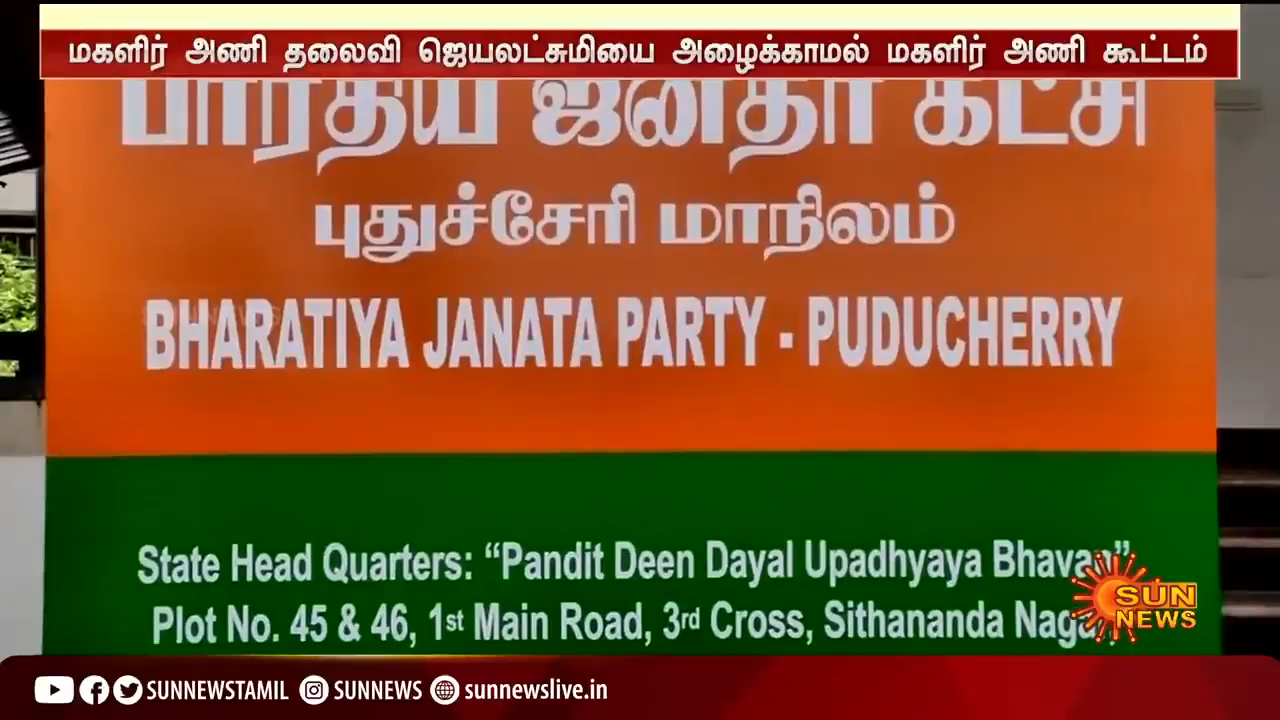 மகளிர் அணி தலைவி ஜெயலட்சுமியை அழைக்காமல் மகளிர் அணி கூட்டம்
பாரதிய ஜனதா கட்சி
புதுச்சேரி மாநிலம்
BHARATIYA JANATA PARTY - PUDUCHERRY
State Head Quarters: “Pandit Deen Dayal Upadhyaya Bhavan”
Plot No. 45 & 46, 1st Main Road, 3rd Cross, Sithananda Nagar,
SUN
NEWS
SUNNEWSTAMIL SUNNEWS sunnewslive.in